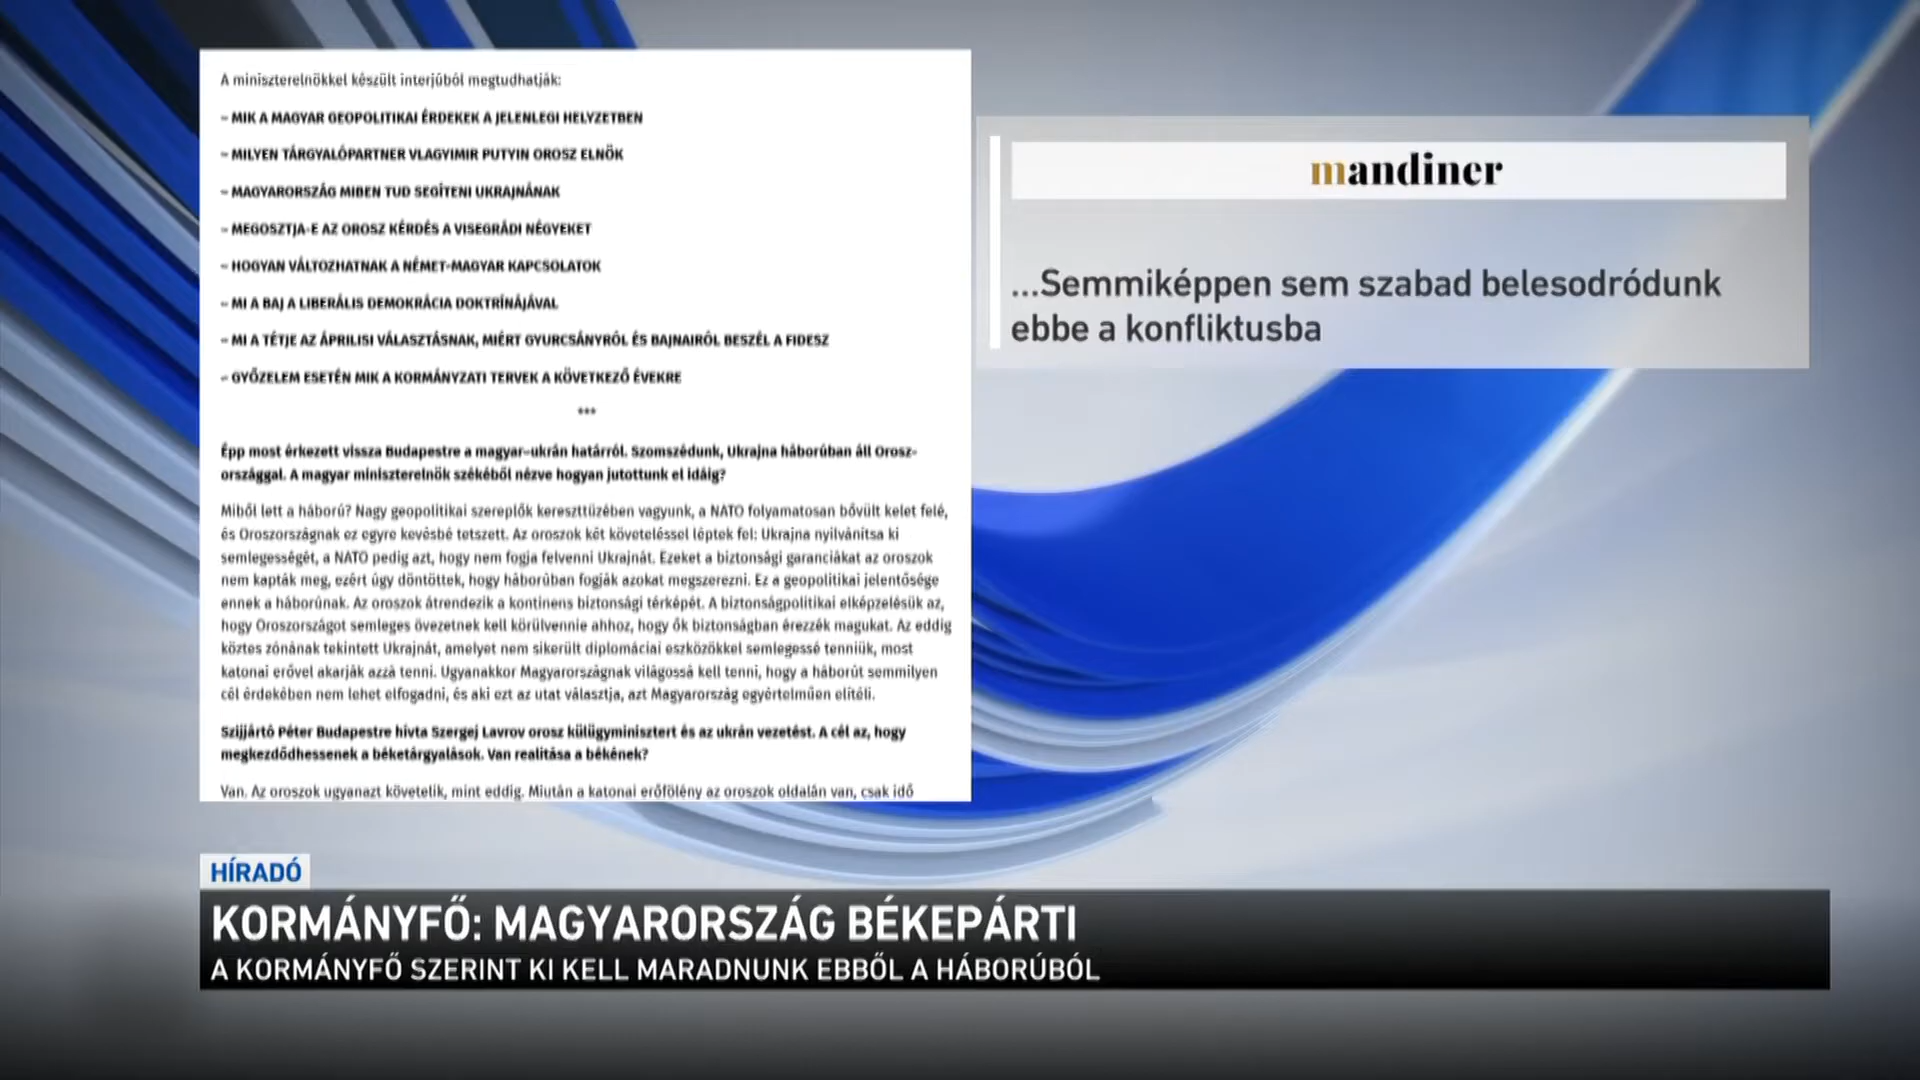 A miniszterelnökkel készült interjúból megtudhatják:
– MIK A MAGYAR GEOPOLITIKAI ÉRDEKEK A JELENLEGI HELYZETBEN
– MILYEN TÁRGYALÓPARTNER VLAGYIMIR PUTYIN OROSZ ELNÖK
– MAGYARORSZÁG MIBEN TUD SEGÍTENI UKRAJNÁNAK
– MEGOSZTJA-E AZ OROSZ KÉRDÉS A VISEGRÁDI NÉGYEKET
– HOGYAN VÁLTOZHATNAK A NÉMET–MAGYAR KAPCSOLATOK
– MI A BAJ A LIBERÁLIS DEMOKRÁCIA DOKTRÍNÁJÁVAL
– MI A TÉTJE AZ ÁPRILISI VÁLASZTÁSNAK, MIÉRT GYURCSÁNYRÓL ÉS BAJNAIRÓL BESZÉL A FIDESZ
– GYŐZELEM ESETÉN MIK A KORMÁNYZATI TERVEK A KÖVETKEZŐ ÉVEKRE
***
Épp most érkezett vissza Budapestre a magyar–ukrán határról. Szomszédunk, Ukrajna háborúban áll Orosz-
országgal. A magyar miniszterelnök székéből nézve hogyan jutottunk el idáig?
Miből lett a háború? Nagy geopolitikai szereplők kereszttüzében vagyunk, a NATO folyamatosan bővült kelet felé,
és Oroszországnak ez egyre kevésbé tetszett. Az oroszok két követeléssel léptek fel: Ukrajna nyilvánítsa ki
semlegességét, a NATO pedig azt, hogy nem fogja felvenni Ukrajnát. Ezeket a biztonsági garanciákat az oroszok
nem kapták meg, ezért úgy döntöttek, hogy háborúban fogják azokat megszerezni. Ez a geopolitikai jelentősége
ennek a háborúnak. Az oroszok átrendezik a kontinens biztonsági térképét. A biztonságpolitikai elképzelésük az,
hogy Oroszországot semleges övezetnek kell körülvennie ahhoz, hogy ők biztonságban érezzék magukat. Az eddig
köztes zónának tekintett Ukrajnát, amelyet nem sikerült diplomáciai eszközökkel semlegessé tenniük, most
katonai erővel akarják azzá tenni. Ugyanakkor Magyarországnak világossá kell tenni, hogy a háborút semmilyen
cél érdekében nem lehet elfogadni, és aki ezt az utat választja, azt Magyarország egyértelműen elítéli.
Szijjártó Péter Budapestre hívta Szergej Lavrov orosz külügyminisztert és az ukrán vezetést. A cél az, hogy
megkezdődhessenek a béketárgyalások. Van realitása a békének?
Van. Az oroszok ugyanazt követelik, mint eddig. Miután a katonai erőfölény az oroszok oldalán van, csak idő
mandiner
...Semmiképpen sem szabad belesodródunk
ebbe a konfliktusba
HÍRADÓ
KORMÁNYFŐ: MAGYARORSZÁG BÉKEPÁRTI
A KORMÁNYFŐ SZERINT KI KELL MARADNUNK EBBŐL A HÁBORÚBÓL